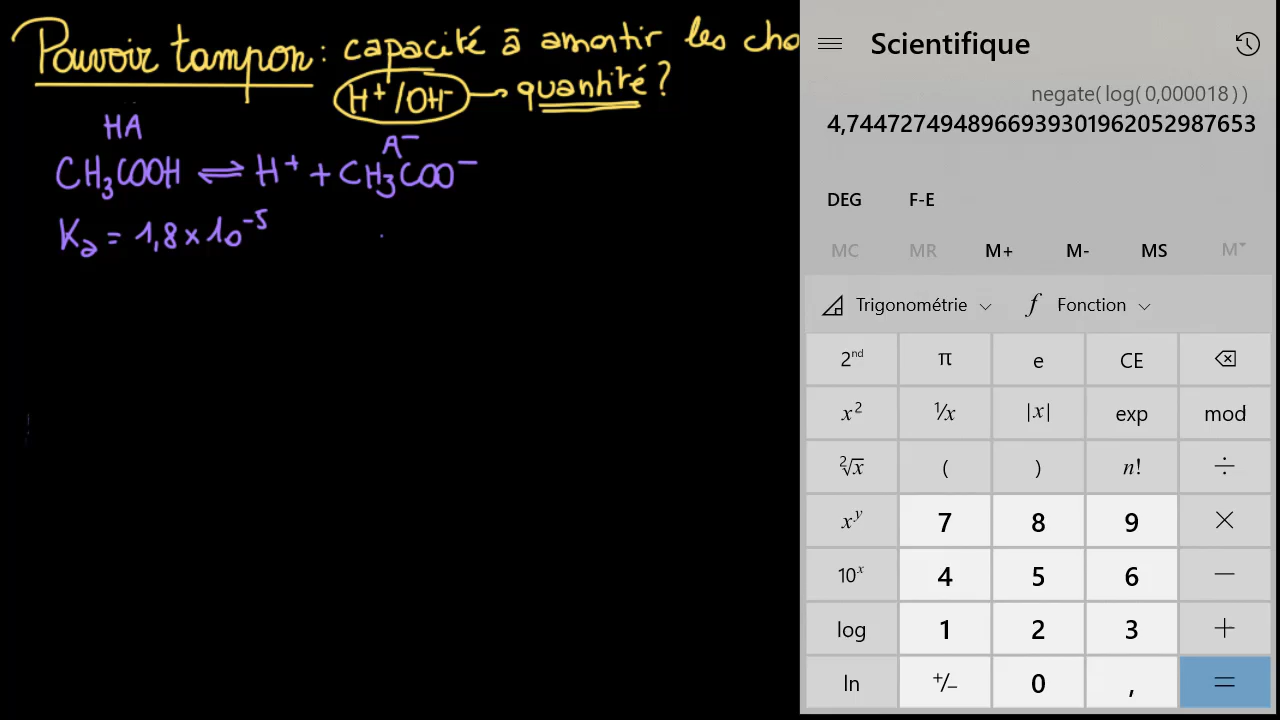 Pouvoir tampon : capacité à amortir les cho
H⁺/OH⁻ → quantité ?
HA
A⁻
CH₃COOH ⇌ H⁺ + CH₃COO⁻
Kₐ = 1,8 × 10⁻⁵
Scientifique
negate( log( 0,000018 ) )
4,7447274948966939301962052987653
DEG F-E
MC MR M+ M- MS M˅
Trigonométrie f Fonction
2ⁿᵈ π e CE
x² ¹/x |x| exp mod
²√x ( ) n! ÷
xʸ 7 8 9 ×
10ˣ 4 5 6 −
log 1 2 3 +
ln +/− 0 , =